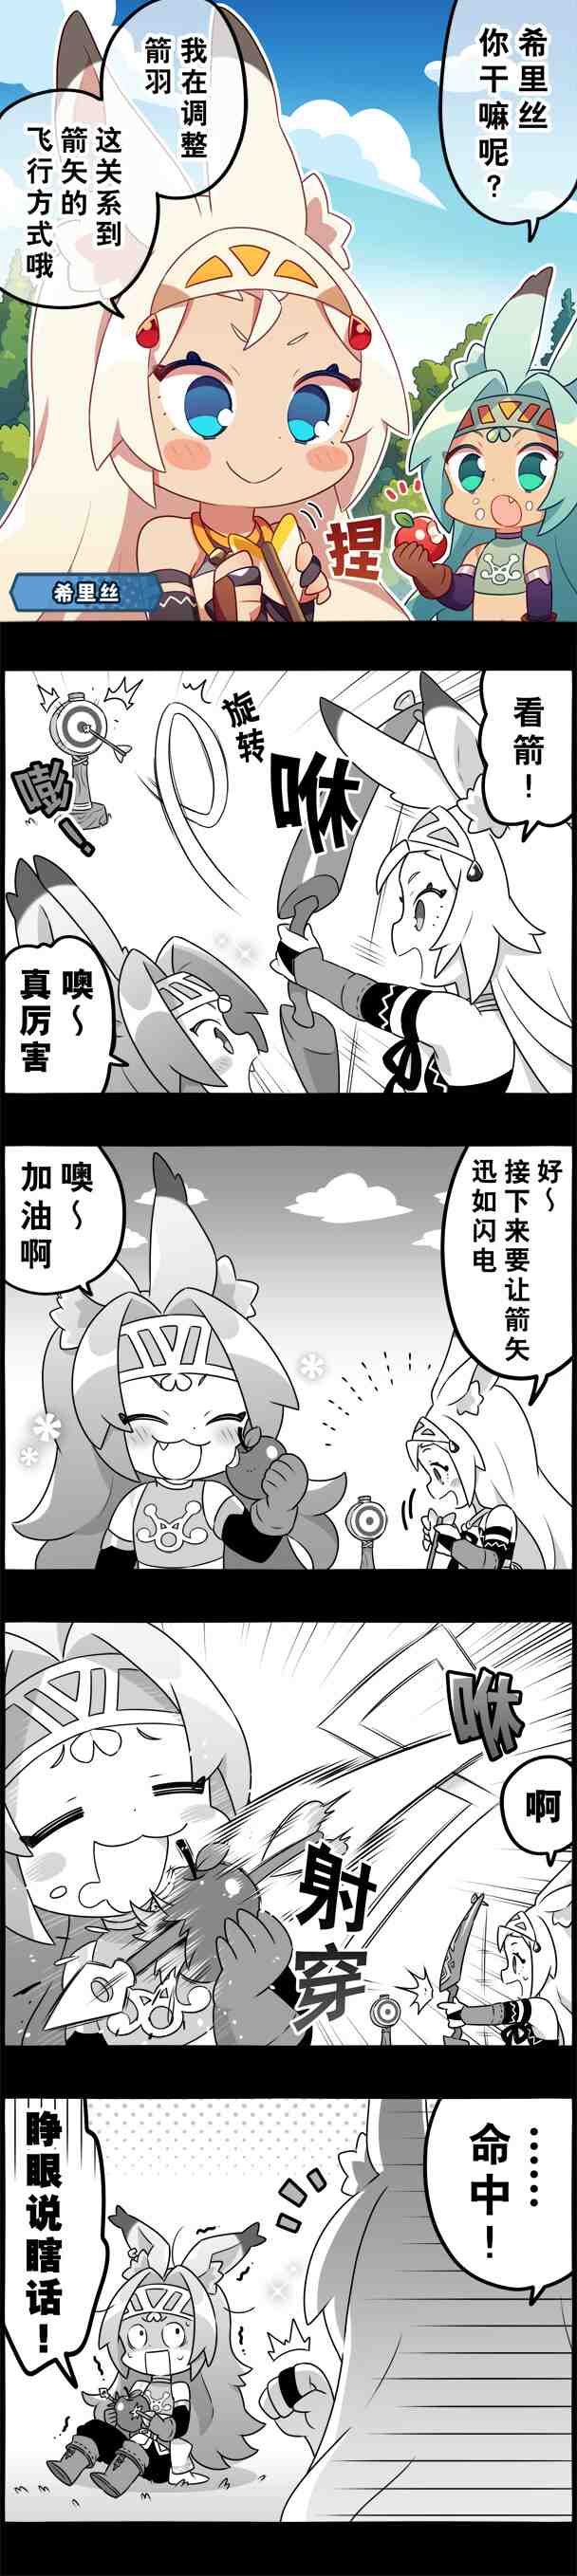 希里丝
你干嘛呢？
我在调整
箭羽
这关系到
箭矢的
飞行方式哦
捏
希里丝
看箭！
咻
旋转
嘭！
噢～
真厉害
好～
接下来要让箭矢
迅如闪电
噢～
加油啊
咻
啊
射穿
……
命中！
睁眼说瞎话！